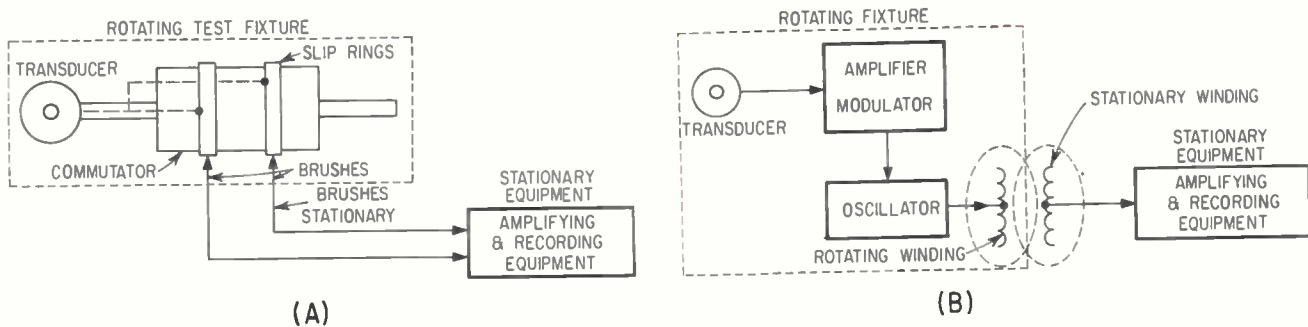 ROTATING TEST FIXTURE
SLIP RINGS
TRANSDUCER
COMMUTATOR
BRUSHES
BRUSHES
STATIONARY
STATIONARY
EQUIPMENT
AMPLIFYING
& RECORDING
EQUIPMENT
(A)
ROTATING FIXTURE
AMPLIFIER
MODULATOR
TRANSDUCER
STATIONARY WINDING
OSCILLATOR
ROTATING WINDING
STATIONARY
EQUIPMENT
AMPLIFYING
& RECORDING
EQUIPMENT
(B)